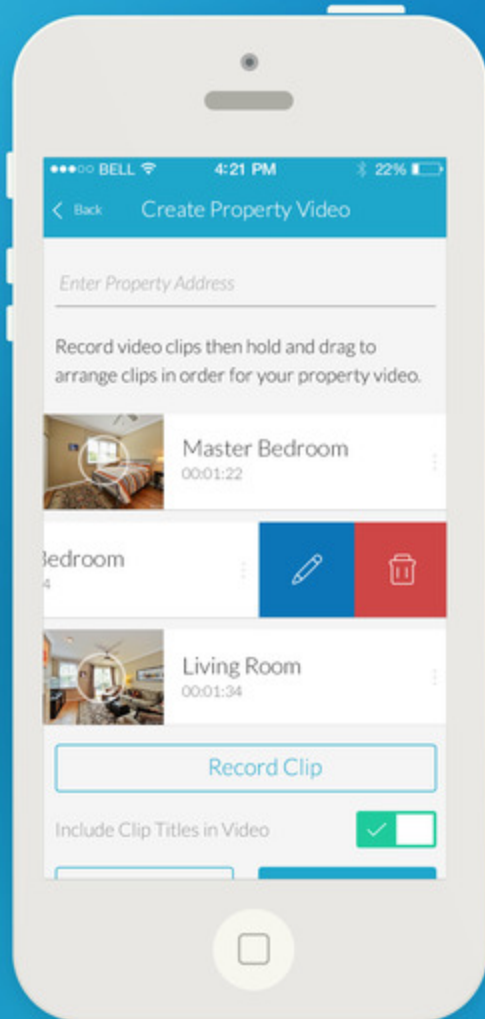 BELL 4:21 PM 22%
Back Create Property Video
Enter Property Address
Record video clips then hold and drag to
arrange clips in order for your property video.
Master Bedroom
00:01:22
Bedroom
4
Living Room
00:01:34
Record Clip
Include Clip Titles in Video